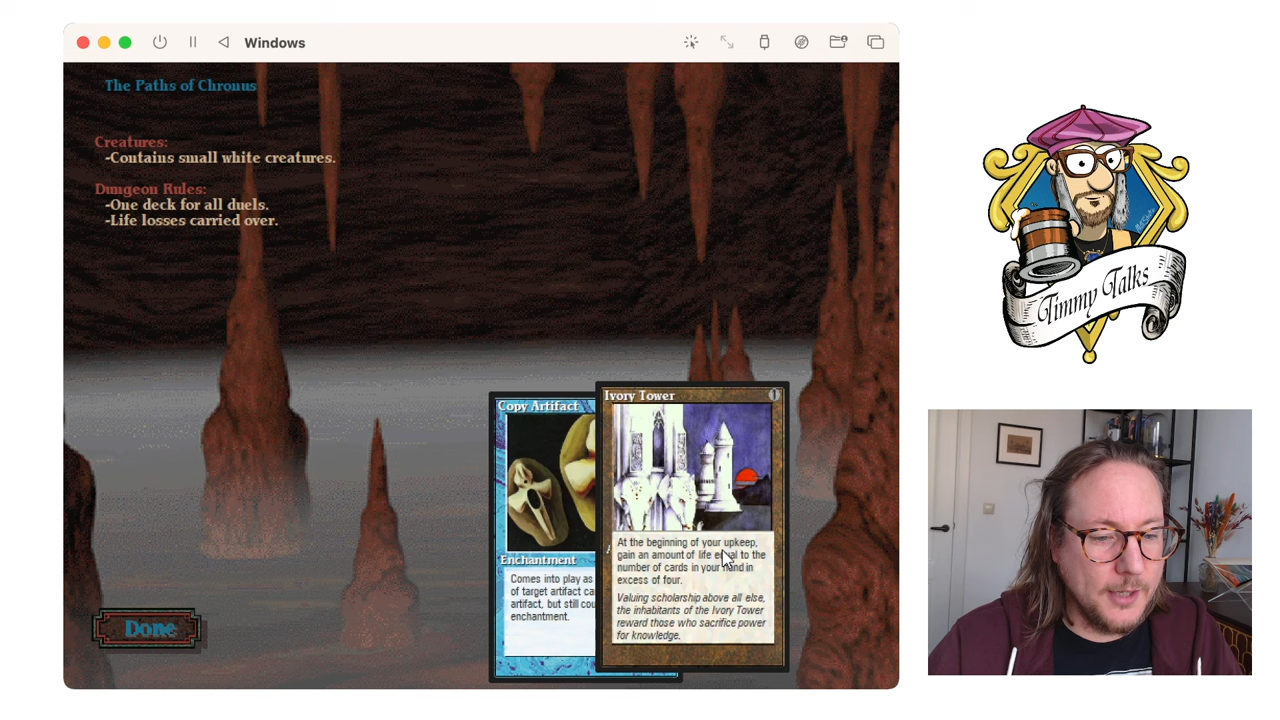 Windows
The Paths of Chronus
Creatures:
-Contains small white creatures.
Dungeon Rules:
-One deck for all duels.
-Life losses carried over.
Copy Artifact
Enchantment
Comes into play as
of target artifact
artifact, but still
enchantment.
Ivory Tower
1
At the beginning of your upkeep,
gain an amount of life equal to the
number of cards in your hand in
excess of four.
Valuing scholarship above all else,
the inhabitants of the Ivory Tower
reward those who sacrifice power
for knowledge.
Done
Timmy Talks